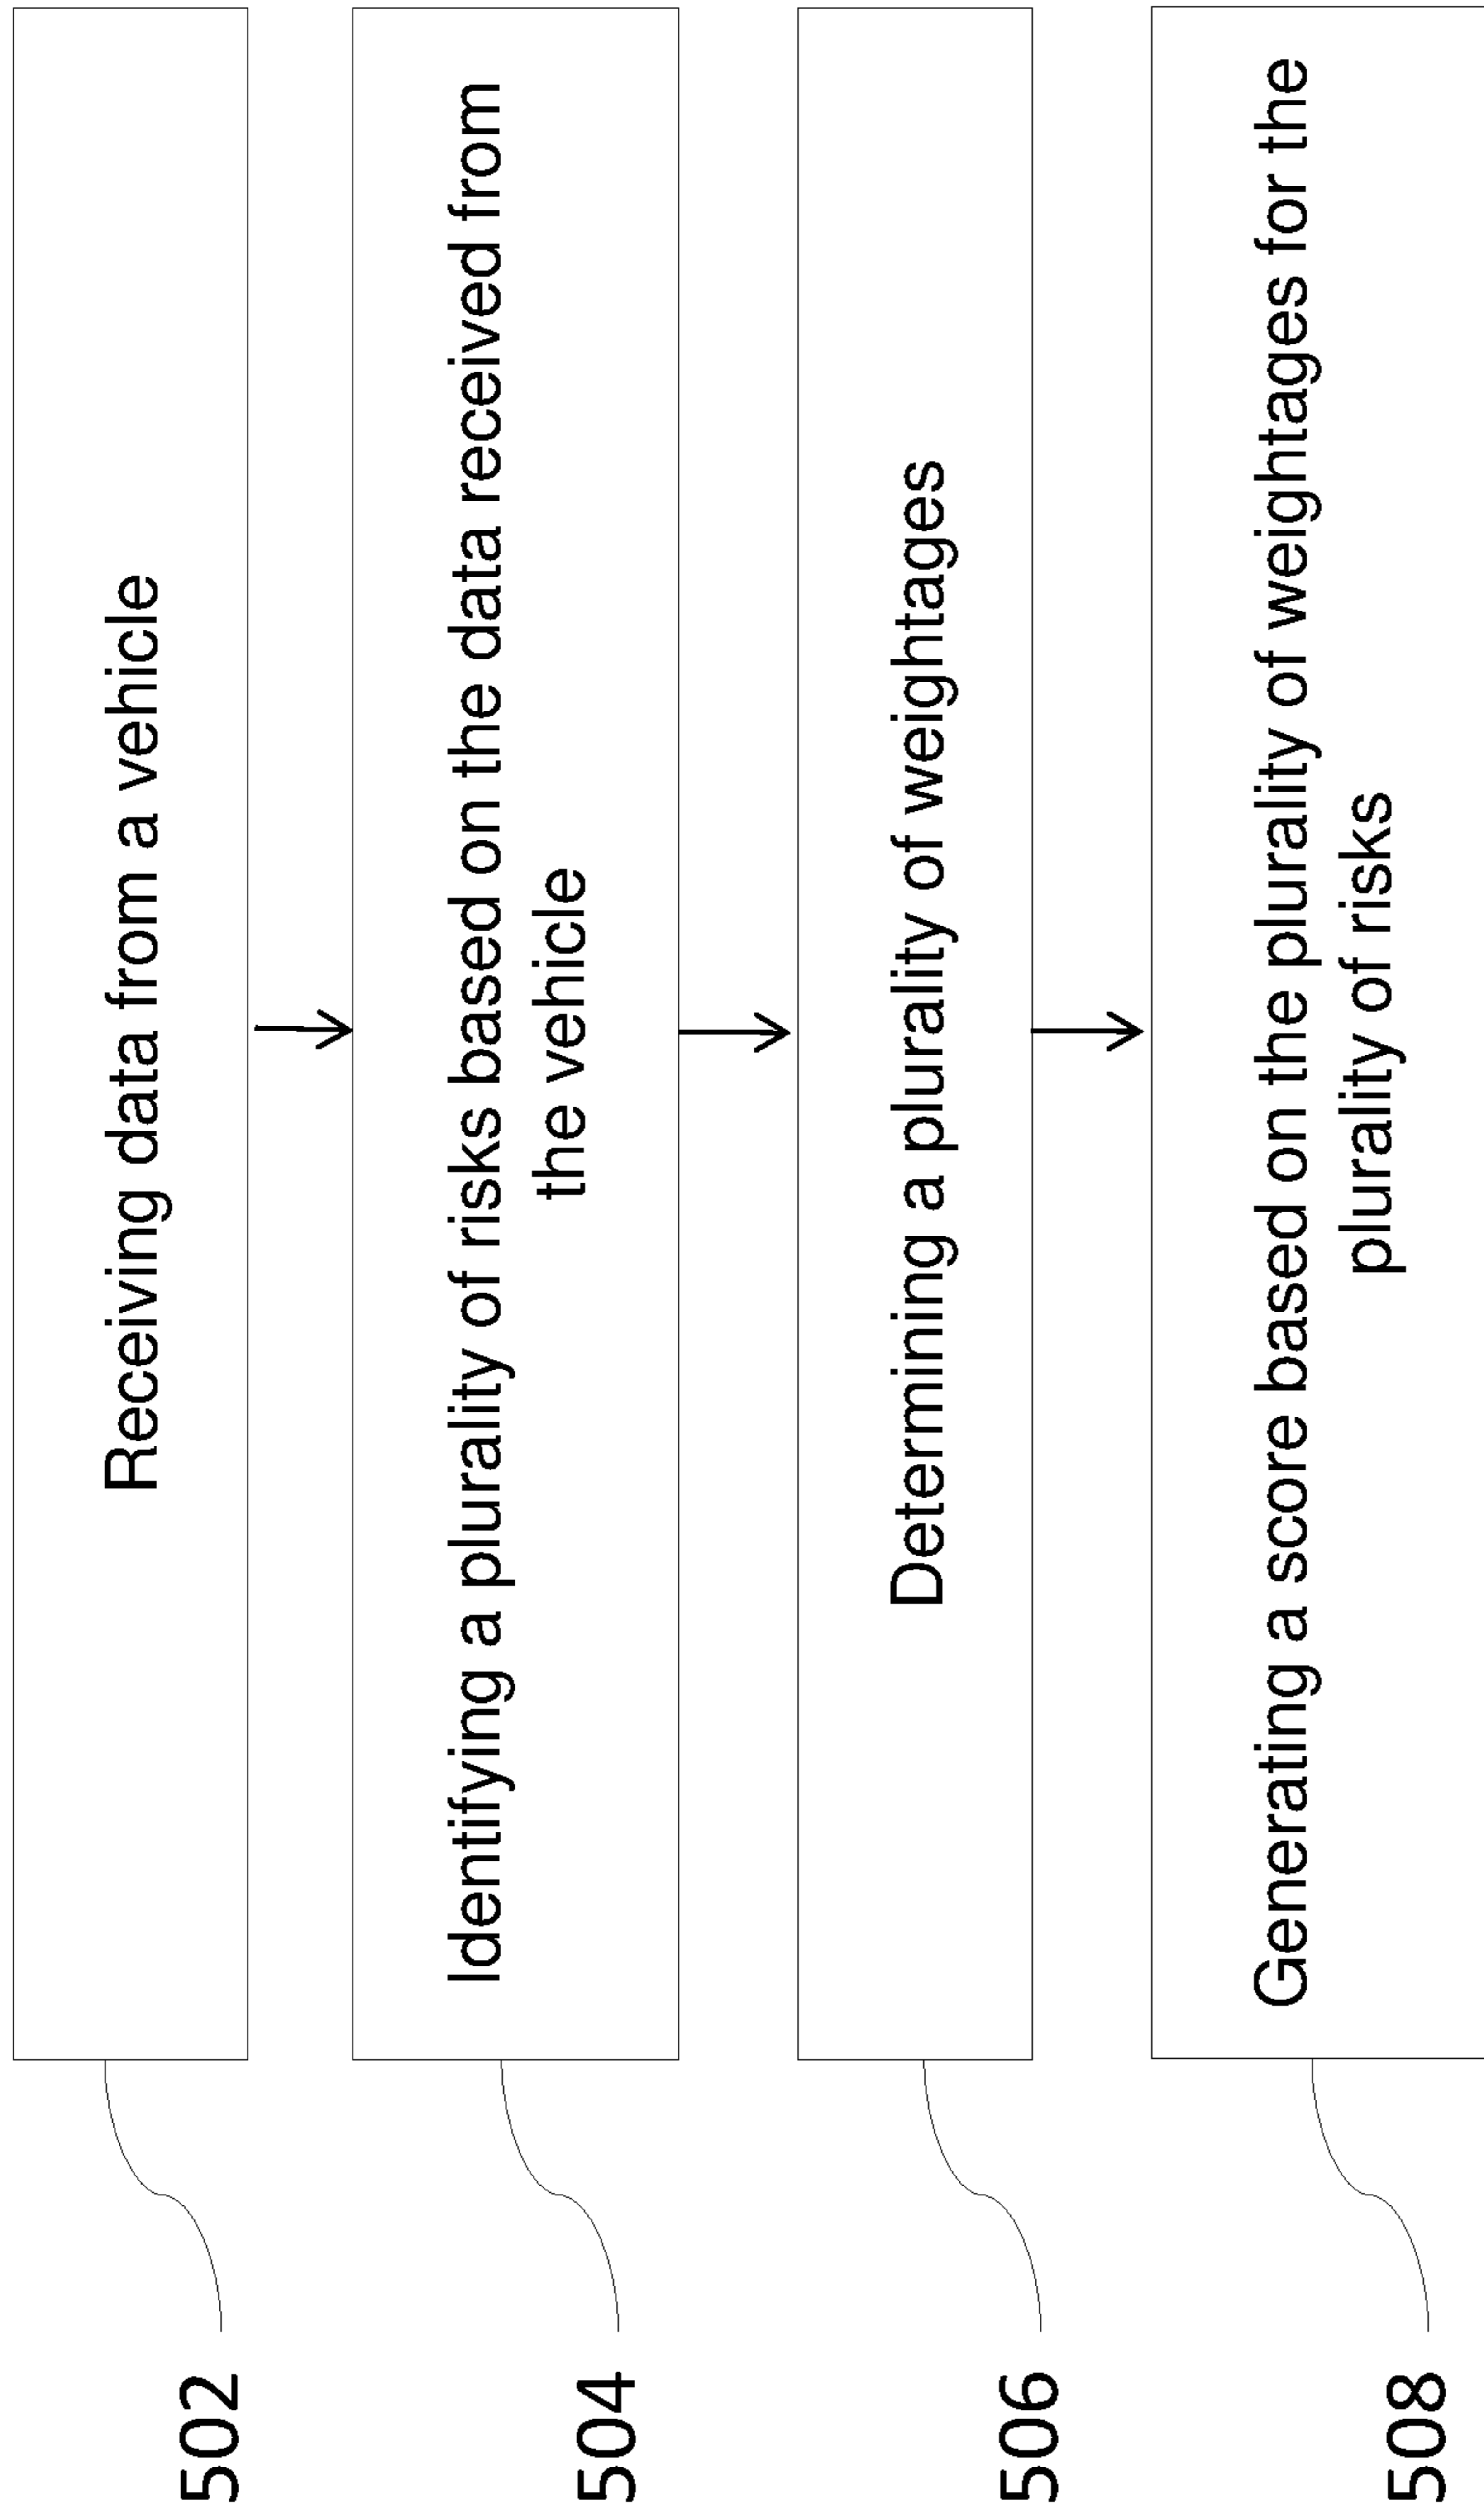 502
Receiving data from a vehicle
504
Identifying a plurality of risks based on the data received from
the vehicle
506
Determining a plurality of weightages
508
Generating a score based on the plurality of weightages for the
plurality of risks